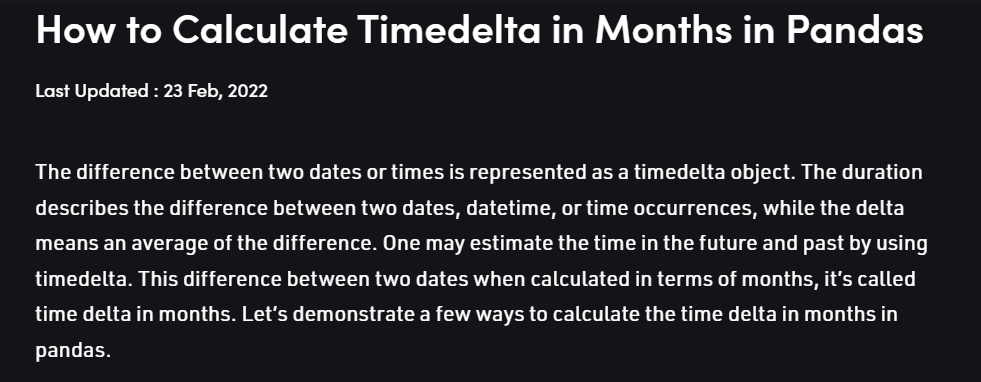 How to Calculate Timedelta in Months in Pandas
Last Updated : 23 Feb, 2022
The difference between two dates or times is represented as a timedelta object. The duration
describes the difference between two dates, datetime, or time occurrences, while the delta
means an average of the difference. One may estimate the time in the future and past by using
timedelta. This difference between two dates when calculated in terms of months, it’s called
time delta in months. Let’s demonstrate a few ways to calculate the time delta in months in
pandas.